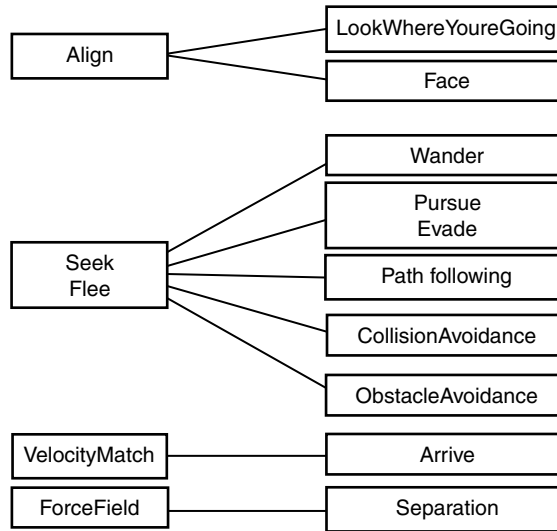 Align
LookWhereYoureGoing
Face
Seek
Flee
Wander
Pursue
Evade
Path following
CollisionAvoidance
ObstacleAvoidance
VelocityMatch
Arrive
ForceField
Separation